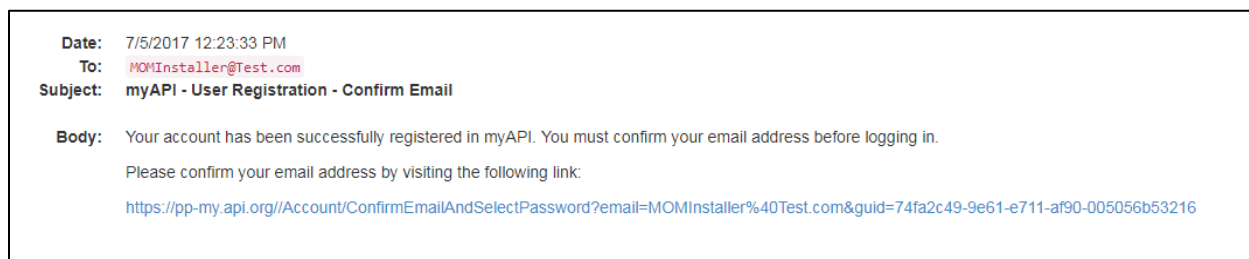 Date: 7/5/2017 12:23:33 PM
To: MOMInstaller@Test.com
Subject: myAPI - User Registration - Confirm Email
Body: Your account has been successfully registered in myAPI. You must confirm your email address before logging in.
Please confirm your email address by visiting the following link:
https://pp-my.api.org//Account/ConfirmEmailAndSelectPassword?email=MOMInstaller%40Test.com&guid=74fa2c49-9e61-e711-af90-005056b53216